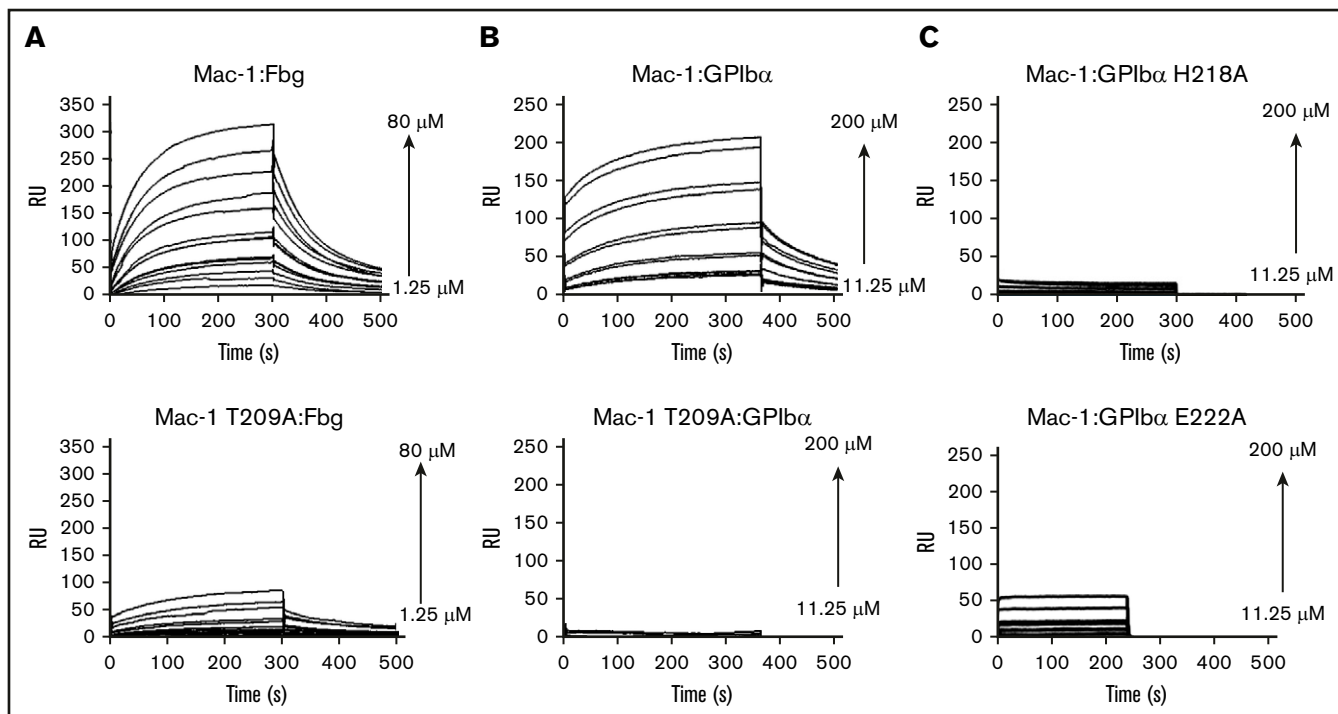 A
Mac-1:Fbg
350
300
250
200
150
100
50
0
RU
80 µM
1.25 µM
0 100 200 300 400 500
Time (s)
Mac-1 T209A:Fbg
350
300
250
200
150
100
50
0
RU
80 µM
1.25 µM
0 100 200 300 400 500
Time (s)
B
Mac-1:GPIbα
250
200
150
100
50
0
RU
200 µM
11.25 µM
0 100 200 300 400 500
Time (s)
Mac-1 T209A:GPIbα
250
200
150
100
50
0
RU
200 µM
11.25 µM
0 100 200 300 400 500
Time (s)
C
Mac-1:GPIbα H218A
250
200
150
100
50
0
RU
200 µM
11.25 µM
0 100 200 300 400 500
Time (s)
Mac-1:GPIbα E222A
250
200
150
100
50
0
RU
200 µM
11.25 µM
0 100 200 300 400 500
Time (s)